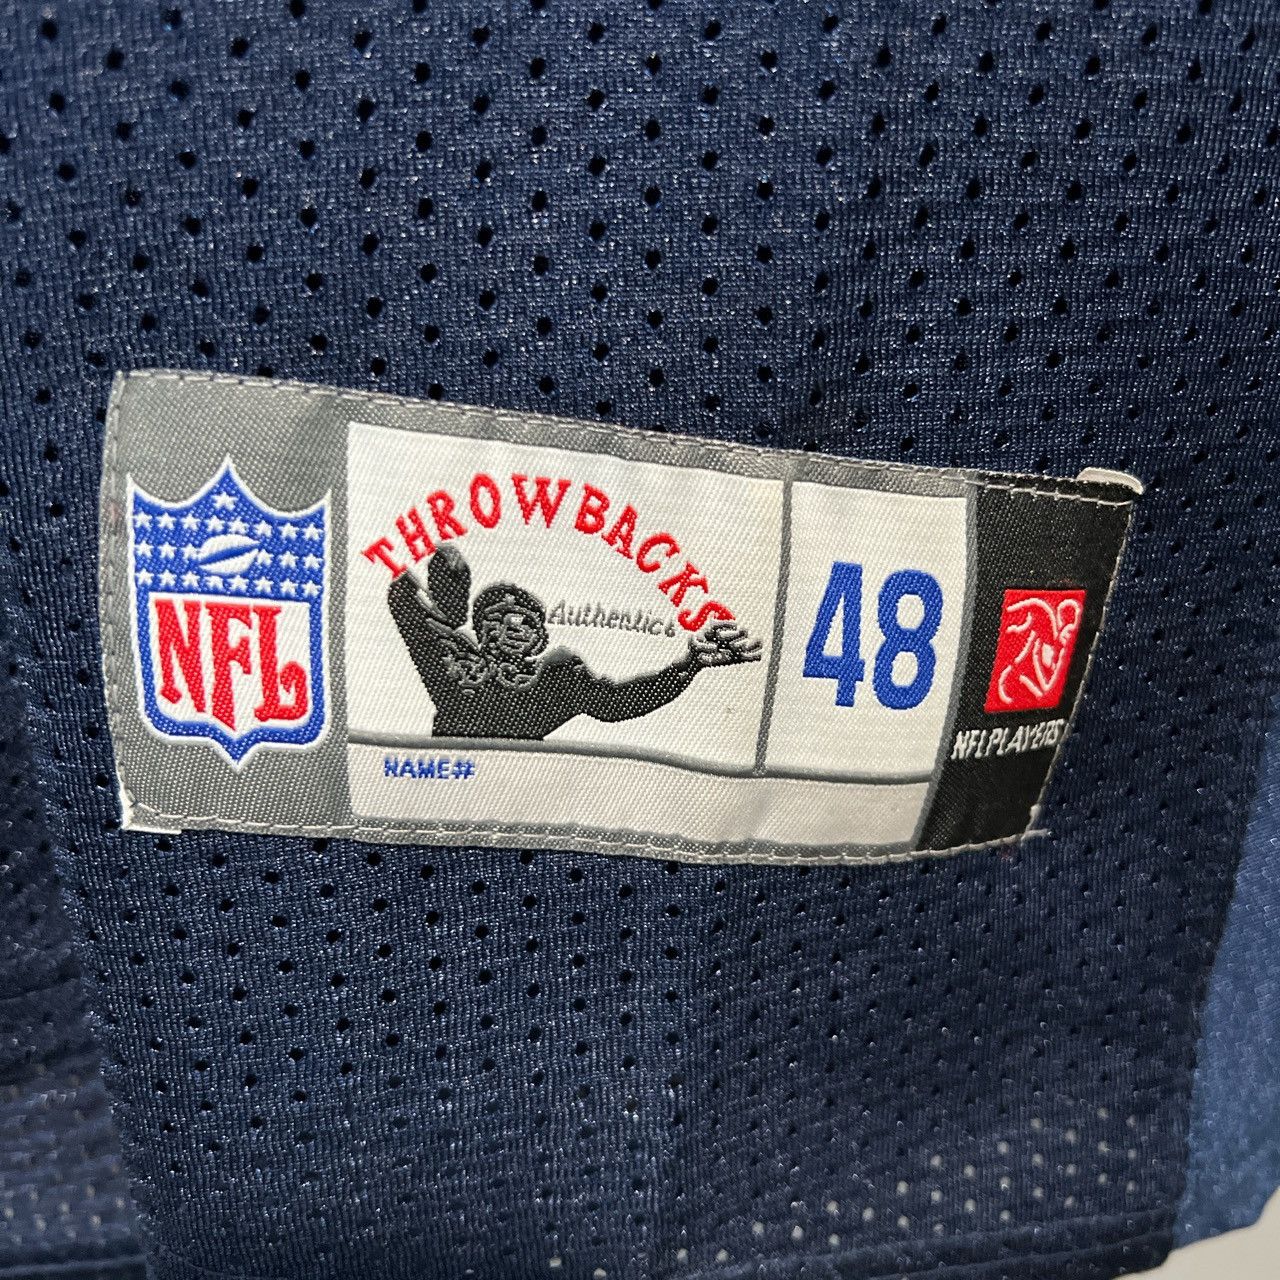 NFL
THROWBACKS
Authentics
48
NFLPLAYERS
NAME#